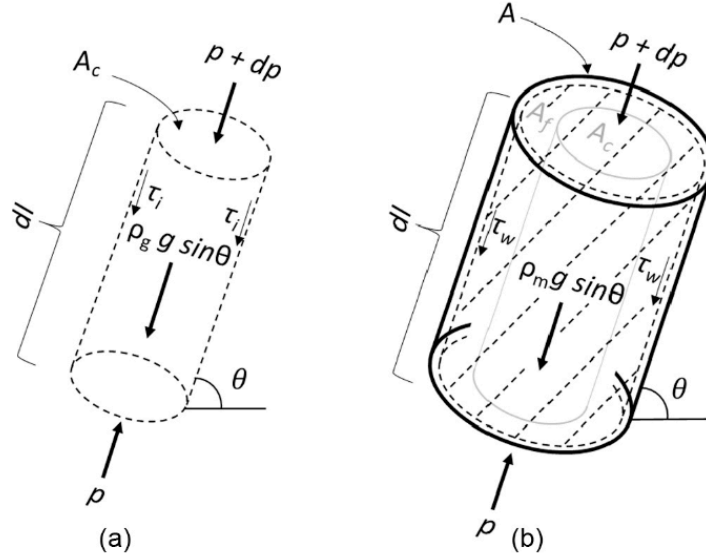 A_c
p + dp
dl
τ_i
τ_i
ρ_g g sinθ
θ
p
(a)
A
p + dp
A_f
A_c
dl
τ_w
τ_w
ρ_m g sinθ
θ
p
(b)